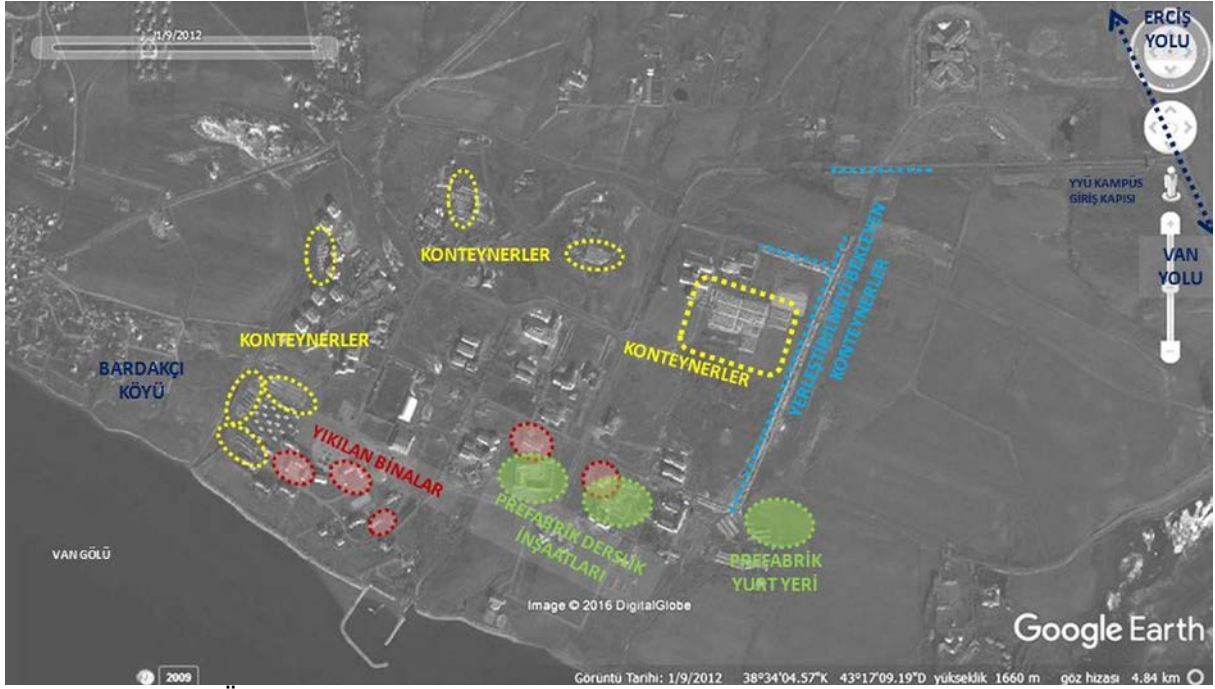 1/9/2012
ERCİŞ
YOLU
YYÜ KAMPÜS
GİRİŞ KAPISI
VAN
YOLU
KONTEYNERLER
KONTEYNERLER
KONTEYNERLER
YERLEŞTİRİLMEYİ BEKLEYEN
KONTEYNERLER
BARDAKÇI
KÖYÜ
YIKILAN BİNALAR
PREFABRİK DERSLİK
İNŞAATLARI
PREFABRİK
YURT YERİ
VAN GÖLÜ
Image © 2016 DigitalGlobe
Google Earth
2009
Görüntü Tarihi: 1/9/2012 38°34'04.57"K 43°17'09.19"D yükseklik 1660 m göz hizası 4.84 km